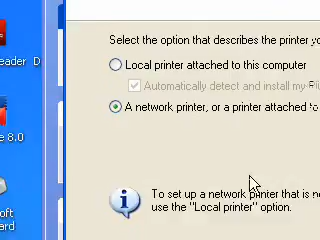 Select the option that describes the printer
Local printer attached to this computer
Automatically detect and install my
A network printer, or a printer attached
To set up a network printer that is
use the "Local printer" option.
eader D
8.0
oft
ard